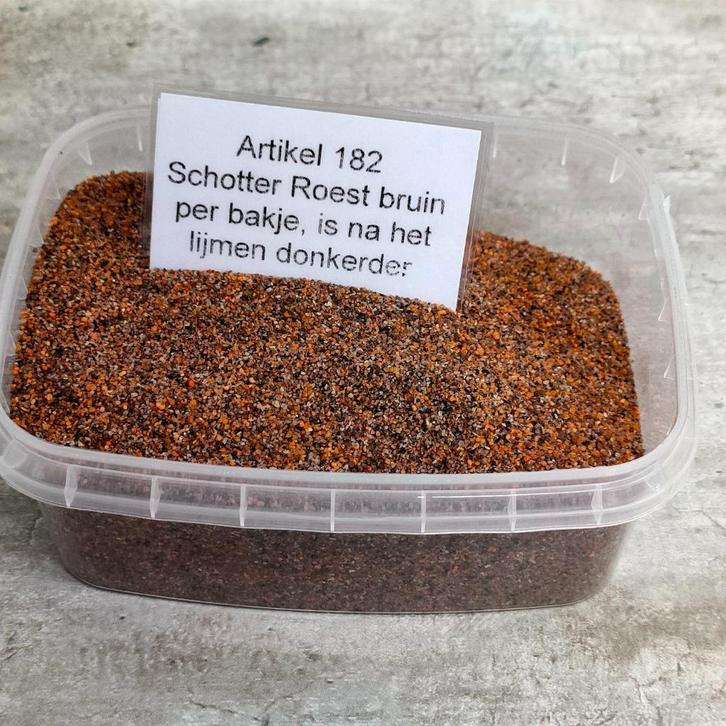 Artikel 182
Schotter Roest bruin
per bakje, is na het
lijmen donkerder